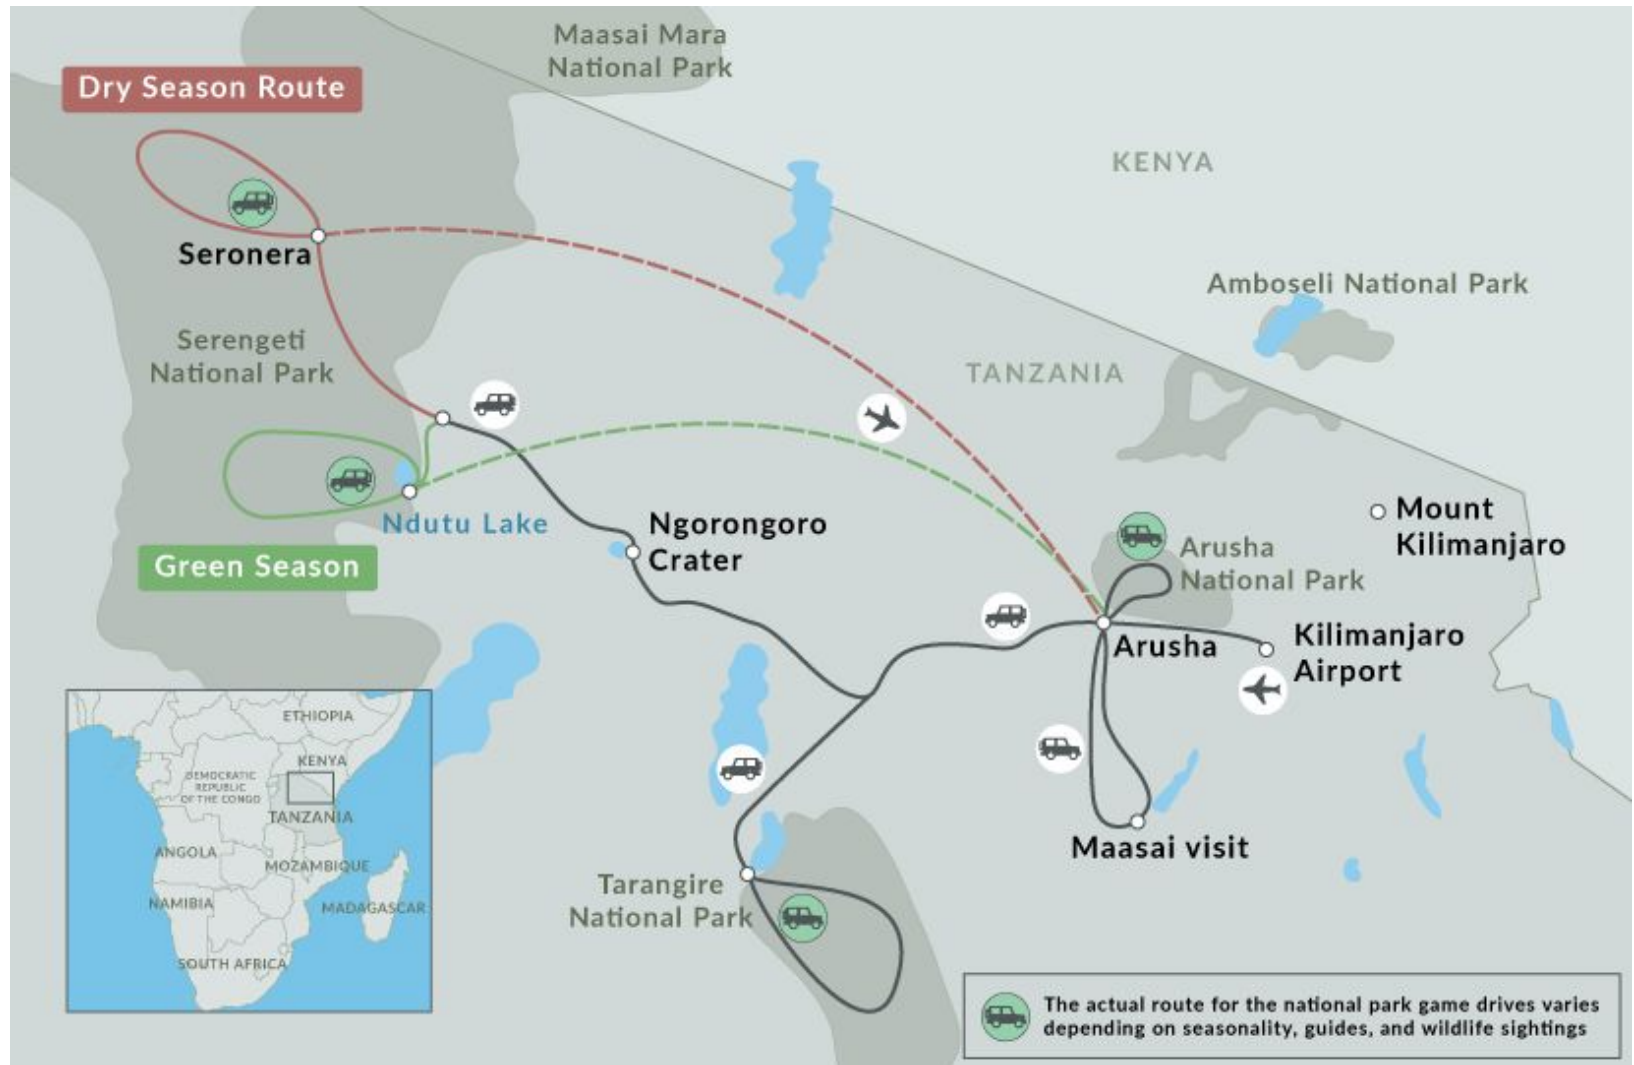 Maasai Mara
National Park
Dry Season Route
KENYA
Seronera
Amboseli National Park
Serengeti
National Park
TANZANIA
Ndutu Lake
Ngorongoro
Crater
Mount
Kilimanjaro
Green Season
Arusha
National Park
Arusha
Kilimanjaro
Airport
Maasai visit
Tarangire
National Park
ETHIOPIA
KENYA
DEMOCRATIC
REPUBLIC
OF THE CONGO
TANZANIA
ANGOLA
MOZAMBIQUE
NAMIBIA
MADAGASCAR
SOUTH AFRICA
The actual route for the national park game drives varies
depending on seasonality, guides, and wildlife sightings